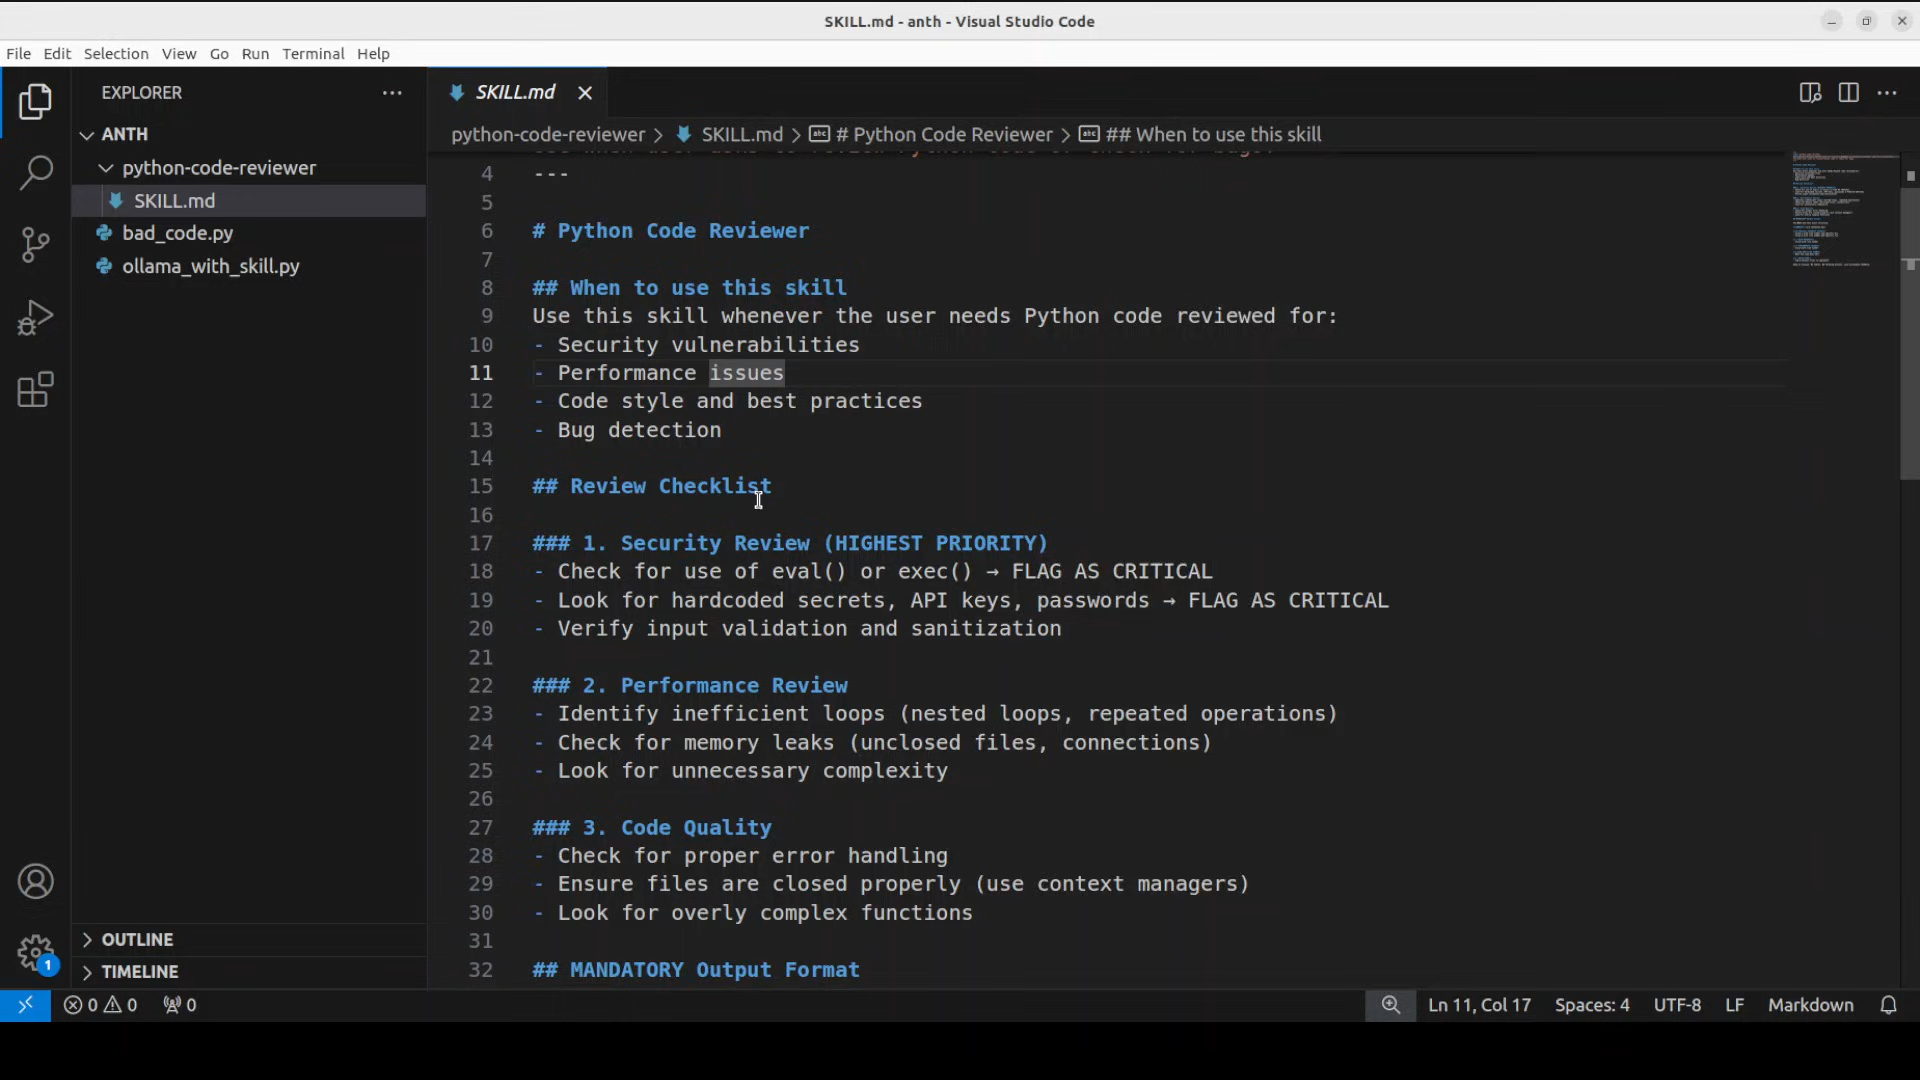 SKILL.md - anth - Visual Studio Code
File Edit Selection View Go Run Terminal Help
EXPLORER
SKILL.md
ANTH
python-code-reviewer
SKILL.md
bad_code.py
ollama_with_skill.py
OUTLINE
TIMELINE
python-code-reviewer > SKILL.md > # Python Code Reviewer > ## When to use this skill
4 ---
5
6 # Python Code Reviewer
7
8 ## When to use this skill
9 Use this skill whenever the user needs Python code reviewed for:
10 - Security vulnerabilities
11 - Performance issues
12 - Code style and best practices
13 - Bug detection
14
15 ## Review Checklist
16
17 ### 1. Security Review (HIGHEST PRIORITY)
18 - Check for use of eval() or exec() → FLAG AS CRITICAL
19 - Look for hardcoded secrets, API keys, passwords → FLAG AS CRITICAL
20 - Verify input validation and sanitization
21
22 ### 2. Performance Review
23 - Identify inefficient loops (nested loops, repeated operations)
24 - Check for memory leaks (unclosed files, connections)
25 - Look for unnecessary complexity
26
27 ### 3. Code Quality
28 - Check for proper error handling
29 - Ensure files are closed properly (use context managers)
30 - Look for overly complex functions
31
32 ## MANDATORY Output Format
1
0 0 0 Ln 11, Col 17 Spaces: 4 UTF-8 LF Markdown